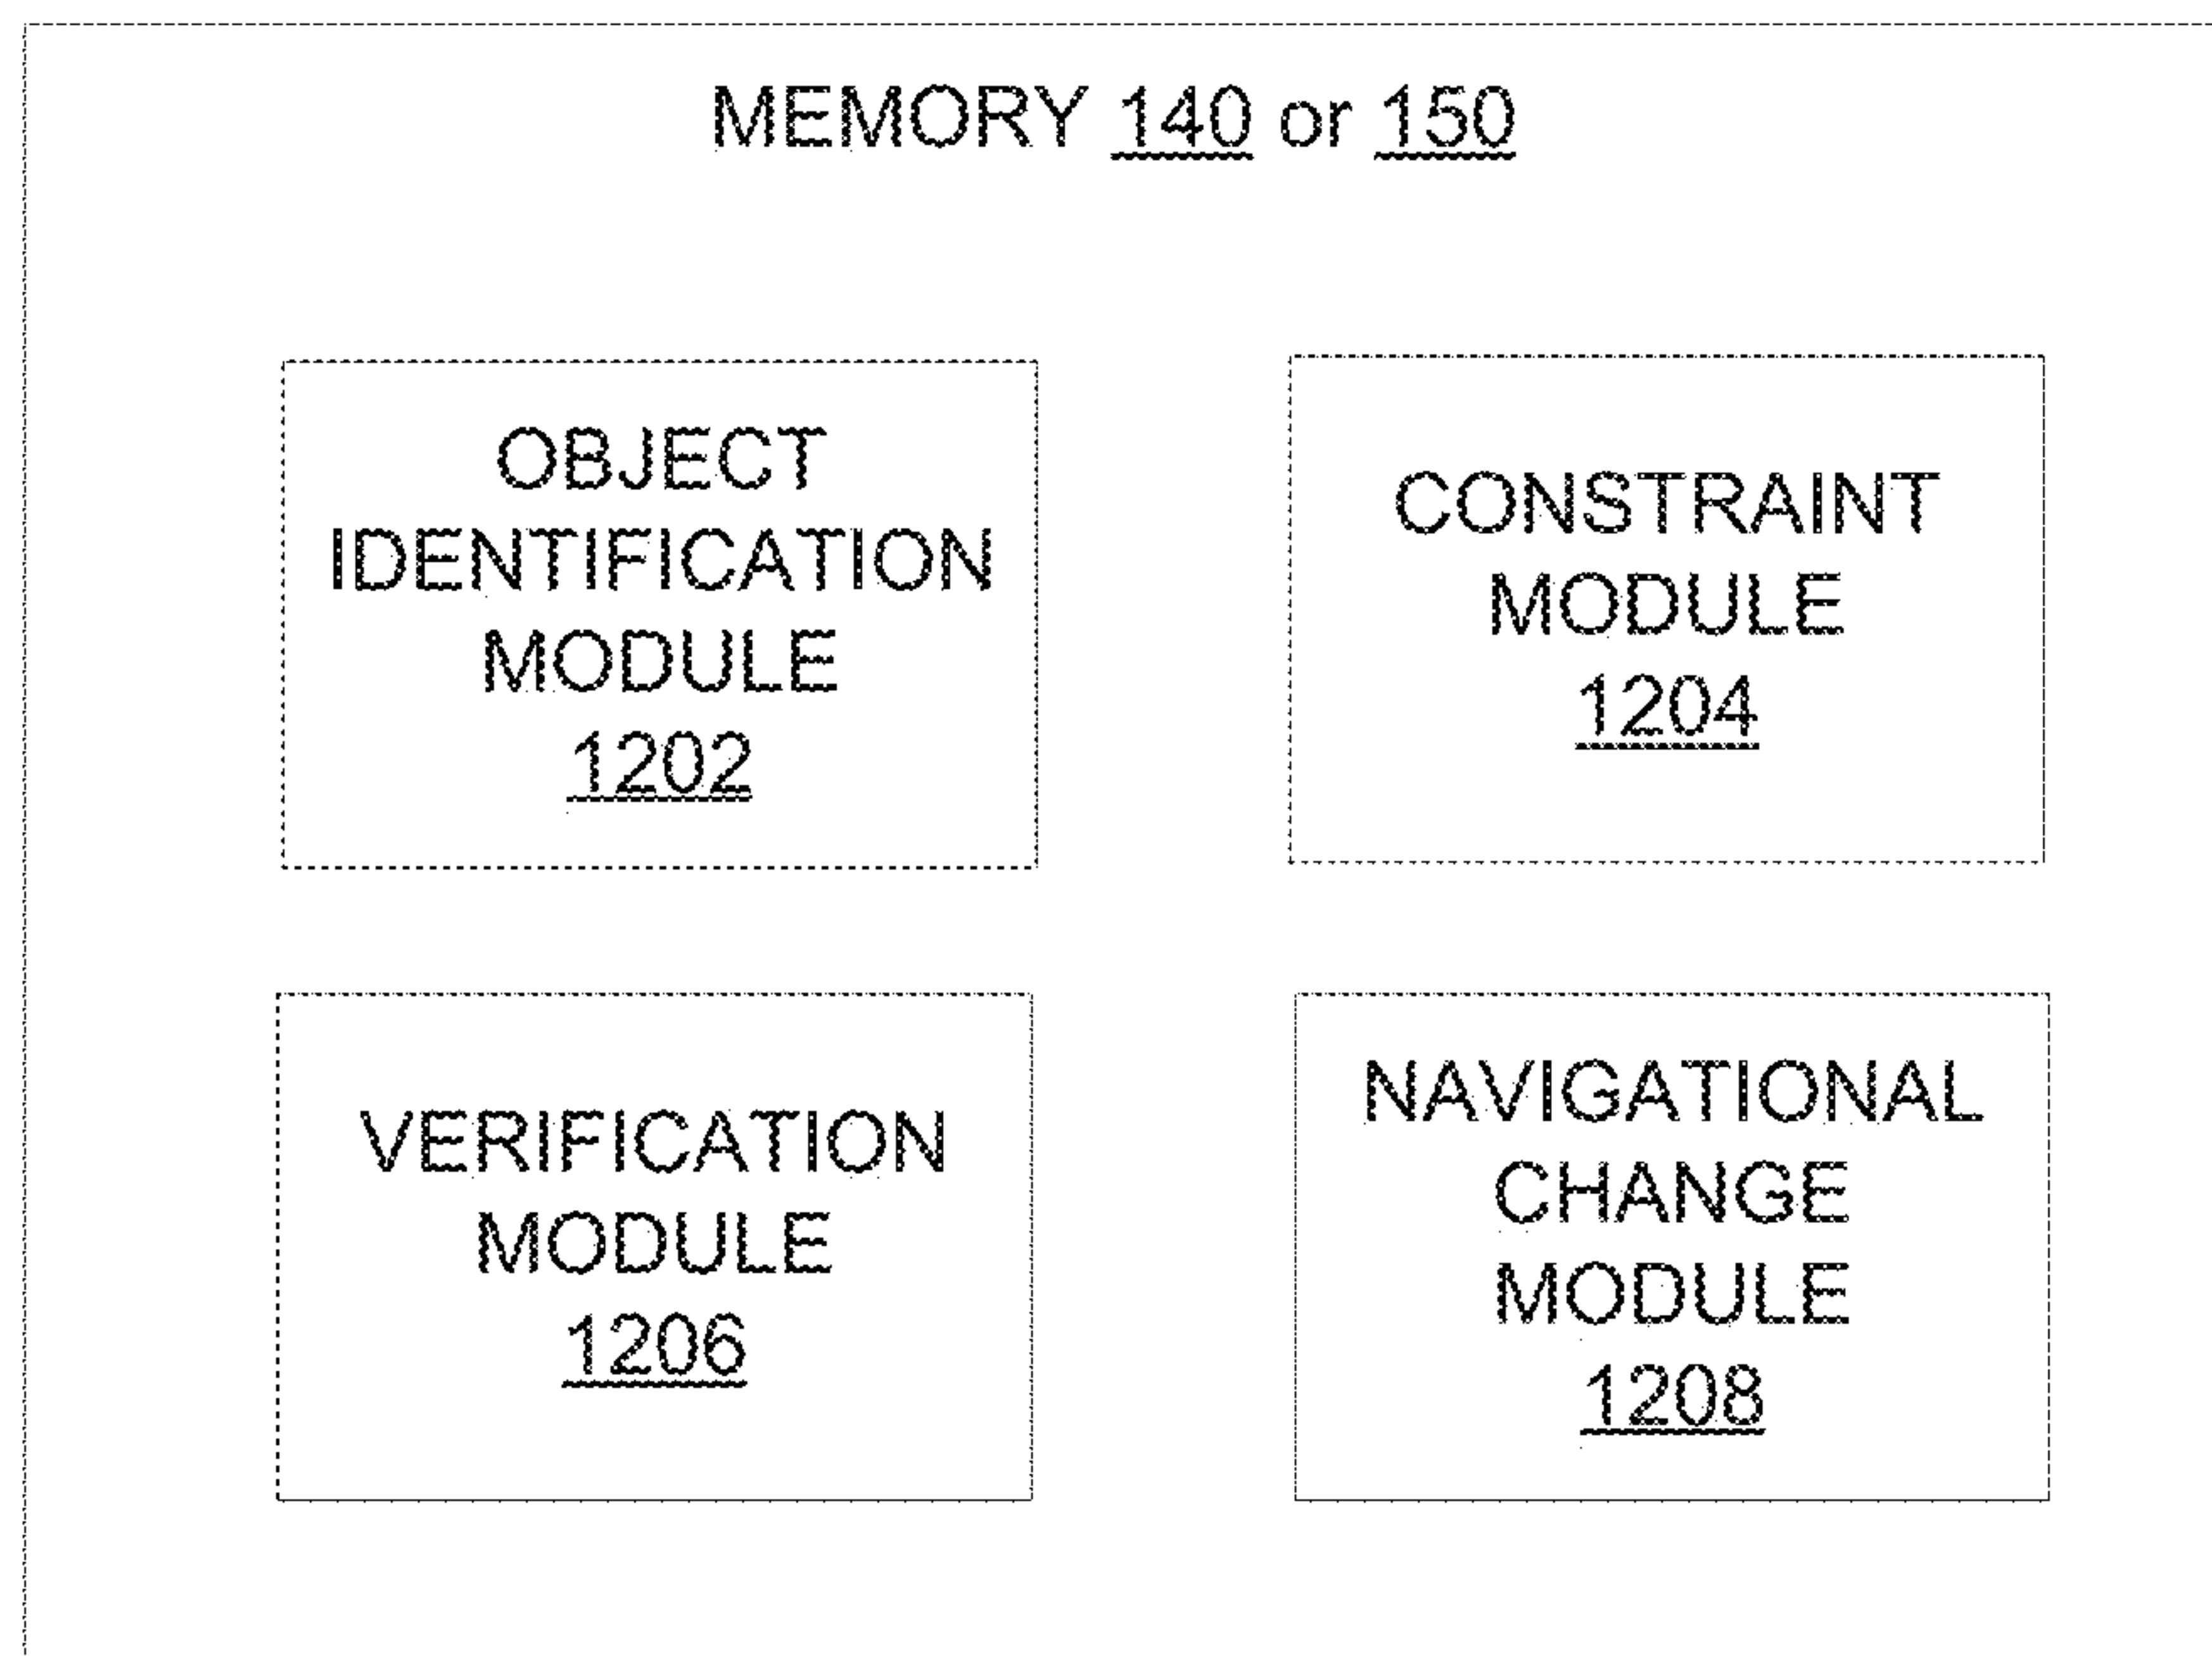 MEMORY 140 or 150
OBJECT
IDENTIFICATION
MODULE
1202
CONSTRAINT
MODULE
1204
VERIFICATION
MODULE
1206
NAVIGATIONAL
CHANGE
MODULE
1208